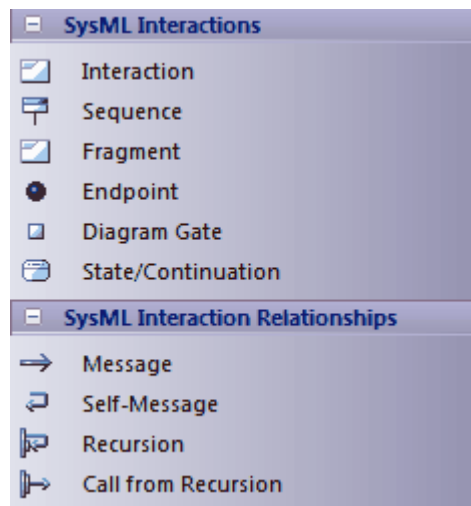 SysML Interactions
Interaction
Sequence
Fragment
Endpoint
Diagram Gate
State/Continuation
SysML Interaction Relationships
Message
Self-Message
Recursion
Call from Recursion